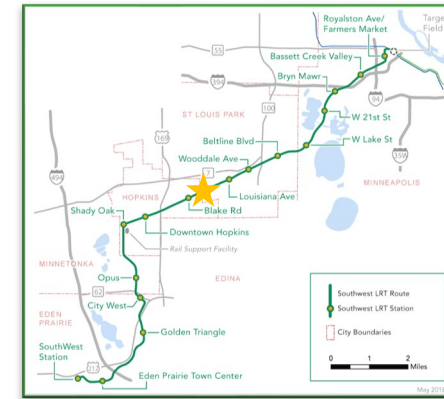 Royalston Ave/
Farmers Market
Target
Field
55
Bassett Creek Valley
394
Bryn Mawr
94
100
ST LOUIS PARK
W 21st St
169
Beltline Blvd
W Lake St
Wooddale Ave
35W
7
MINNEAPOLIS
494
HOPKINS
Louisiana Ave
Shady Oak
Blake Rd
Downtown Hopkins
Rail Support Facility
MINNETONKA
EDINA
Opus
62
City West
EDEN
PRAIRIE
Golden Triangle
SouthWest
Station
212
Eden Prairie Town Center
Southwest LRT Route
Southwest LRT Station
City Boundaries
0 1 2
Miles